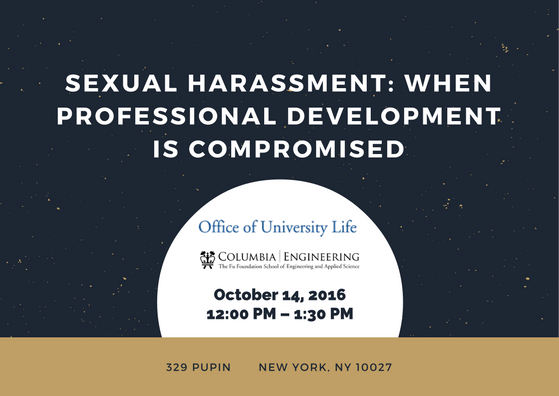 SEXUAL HARASSMENT: WHEN
PROFESSIONAL DEVELOPMENT
IS COMPROMISED
Office of University Life
COLUMBIA | ENGINEERING
The Fu Foundation School of Engineering and Applied Science
October 14, 2016
12:00 PM – 1:30 PM
329 PUPIN NEW YORK, NY 10027